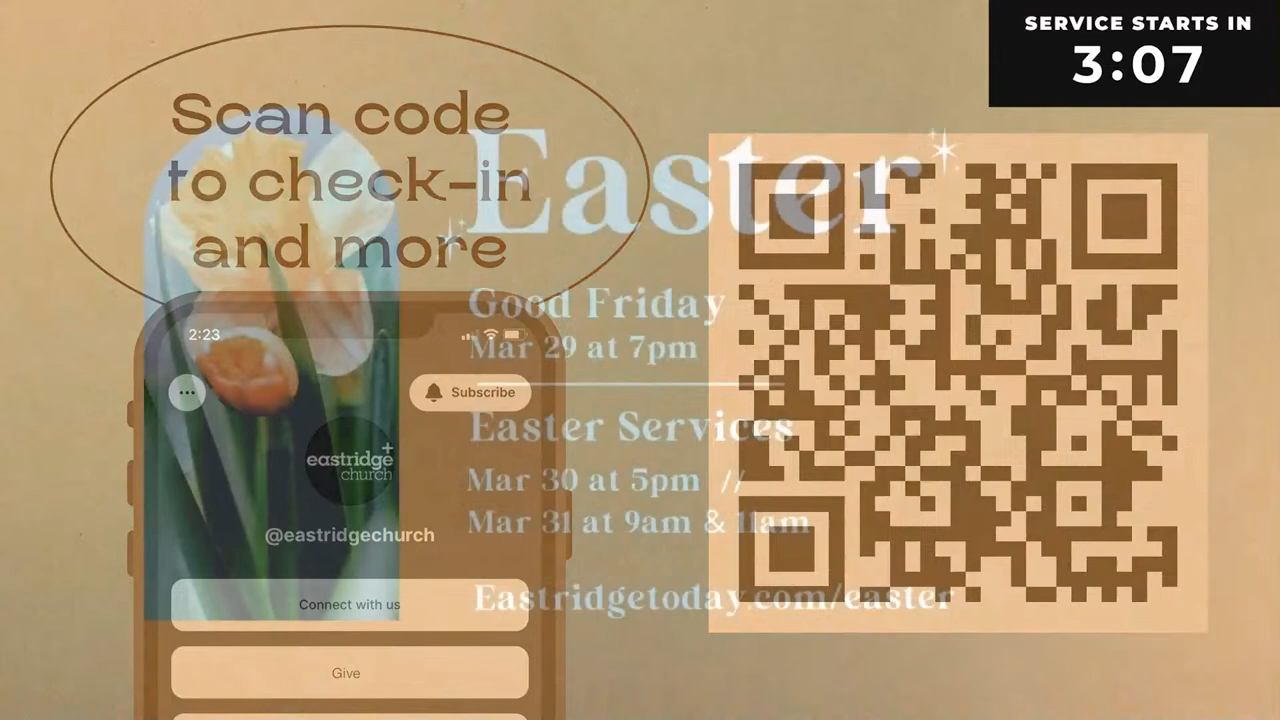 SERVICE STARTS IN
3:07
Scan code
to check-in
and more
Easter
Good Friday
Mar 29 at 7pm
Easter Services
Mar 30 at 5pm //
Mar 31 at 9am & 11am
Eastridgetoday.com/easter
2:23
Subscribe
eastridge
church
@eastridgechurch
Connect with us
Give